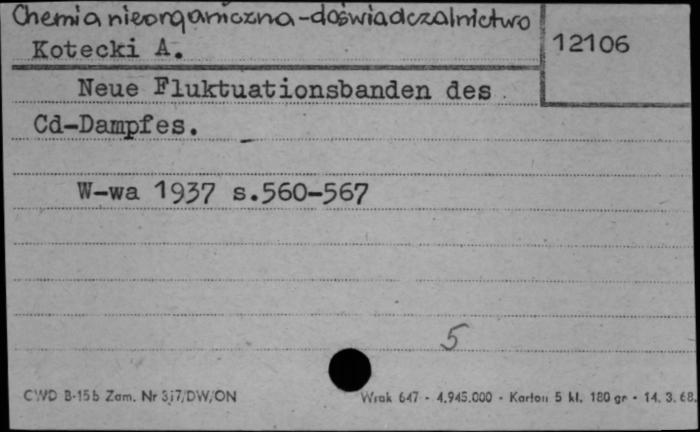 Chemia nieorganiczna-doświadczalnictwo
Kotecki A.
12106
Neue Fluktuationsbanden des
Cd-Dampfes.
W-wa 1937 s.560-567
5
CWD B-15b Zam. Nr 317/DW/ON
Wrak 647 - 4.945.000 - Karton 5 kl. 180 gr - 14. 3. 68.